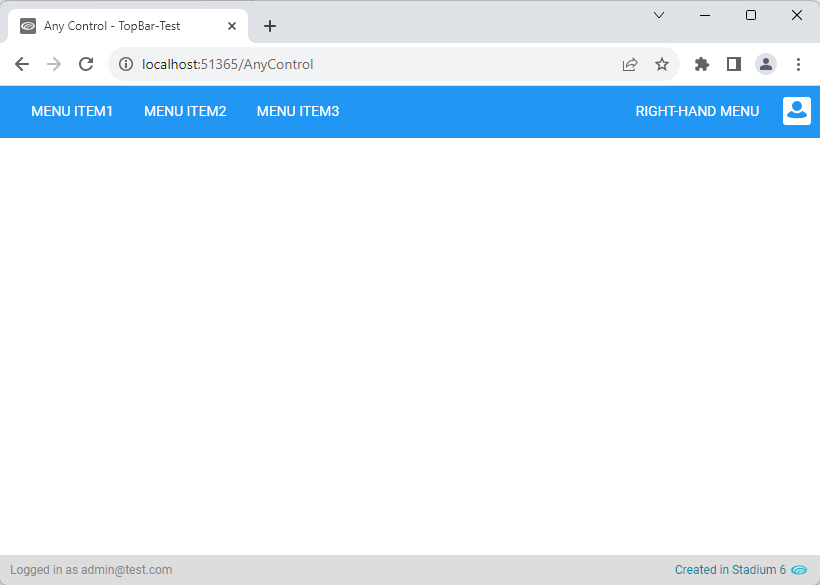 Any Control - TopBar-Test
localhost:51365/AnyControl
MENU ITEM1 MENU ITEM2 MENU ITEM3 RIGHT-HAND MENU
Logged in as admin@test.com Created in Stadium 6